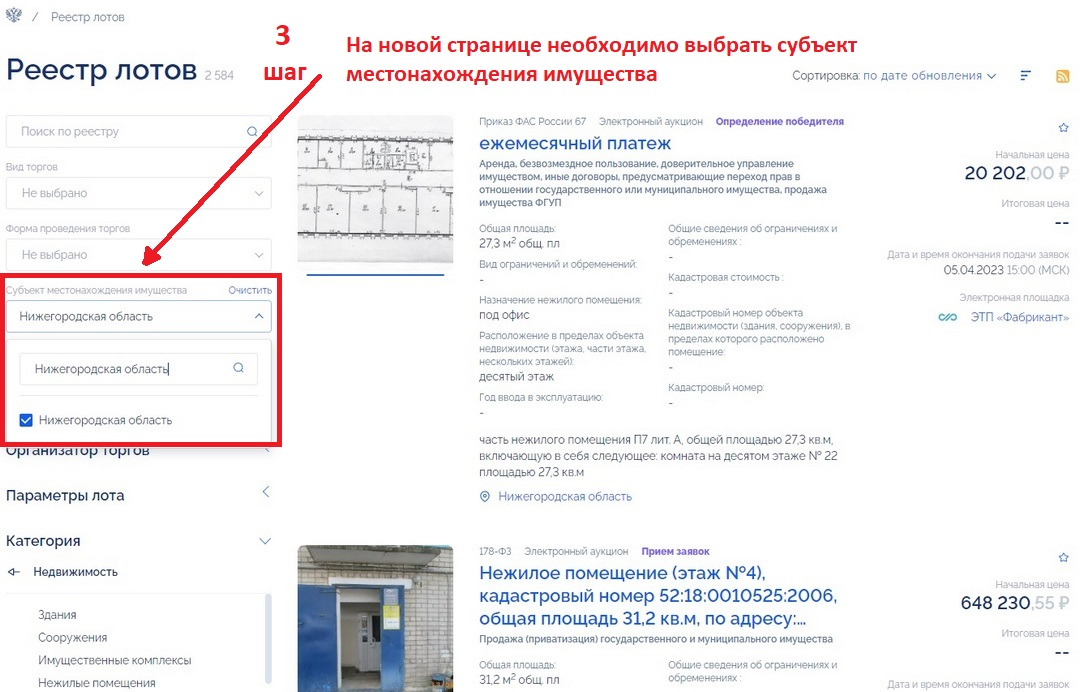 / Реестр лотов
3
шаг
На новой странице необходимо выбрать субъект
местонахождения имущества
Реестр лотов 2 584
Сортировка: по дате обновления
Поиск по реестру
Вид торгов
Не выбрано
Форма проведения торгов
Не выбрано
Субъект местонахождения имущества Очистить
Нижегородская область
Нижегородская область
Нижегородская область
Организатор торгов
Параметры лота
Категория
Недвижимость
Здания
Сооружения
Имущественные комплексы
Нежилые помещения
Приказ ФАС России 67 Электронный аукцион Определение победителя
ежемесячный платеж
Аренда, безвозмездное пользование, доверительное управление
имуществом, иные договоры, предусматривающие переход прав в
отношении государственного или муниципального имущества, продажа
имущества ФГУП
Общая площадь:
27,3 м² общ. пл
Вид ограничений и обременений:
-
Назначение нежилого помещения:
под офис
Расположение в пределах объекта
недвижимости (этажа, части этажа,
нескольких этажей):
десятый этаж
Год ввода в эксплуатацию:
-
Общие сведения об ограничениях и
обременениях :
-
Кадастровая стоимость :
-
Кадастровый номер объекта
недвижимости (здания, сооружения), в
пределах которого расположено
помещение:
-
Кадастровый номер:
-
часть нежилого помещения П7 лит. А, общей площадью 27,3 кв.м,
включающую в себя следующее: комната на десятом этаже № 22
площадью 27,3 кв.м
Нижегородская область
Начальная цена
20 202,00 ₽
Итоговая цена
--
Дата и время окончания подачи заявок
05.04.2023 15:00 (МСК)
Электронная площадка
ЭТП «Фабрикант»
178-ФЗ Электронный аукцион Прием заявок
Нежилое помещение (этаж №4),
кадастровый номер 52:18:0010525:2006,
общая площадь 31,2 кв.м, по адресу:...
Продажа (приватизация) государственного и муниципального имущества
Общая площадь:
31,2 м² общ. пл
Общие сведения об ограничениях и
обременениях :
Начальная цена
648 230,55 ₽
Итоговая цена
--
Дата и время окончания подачи заявок